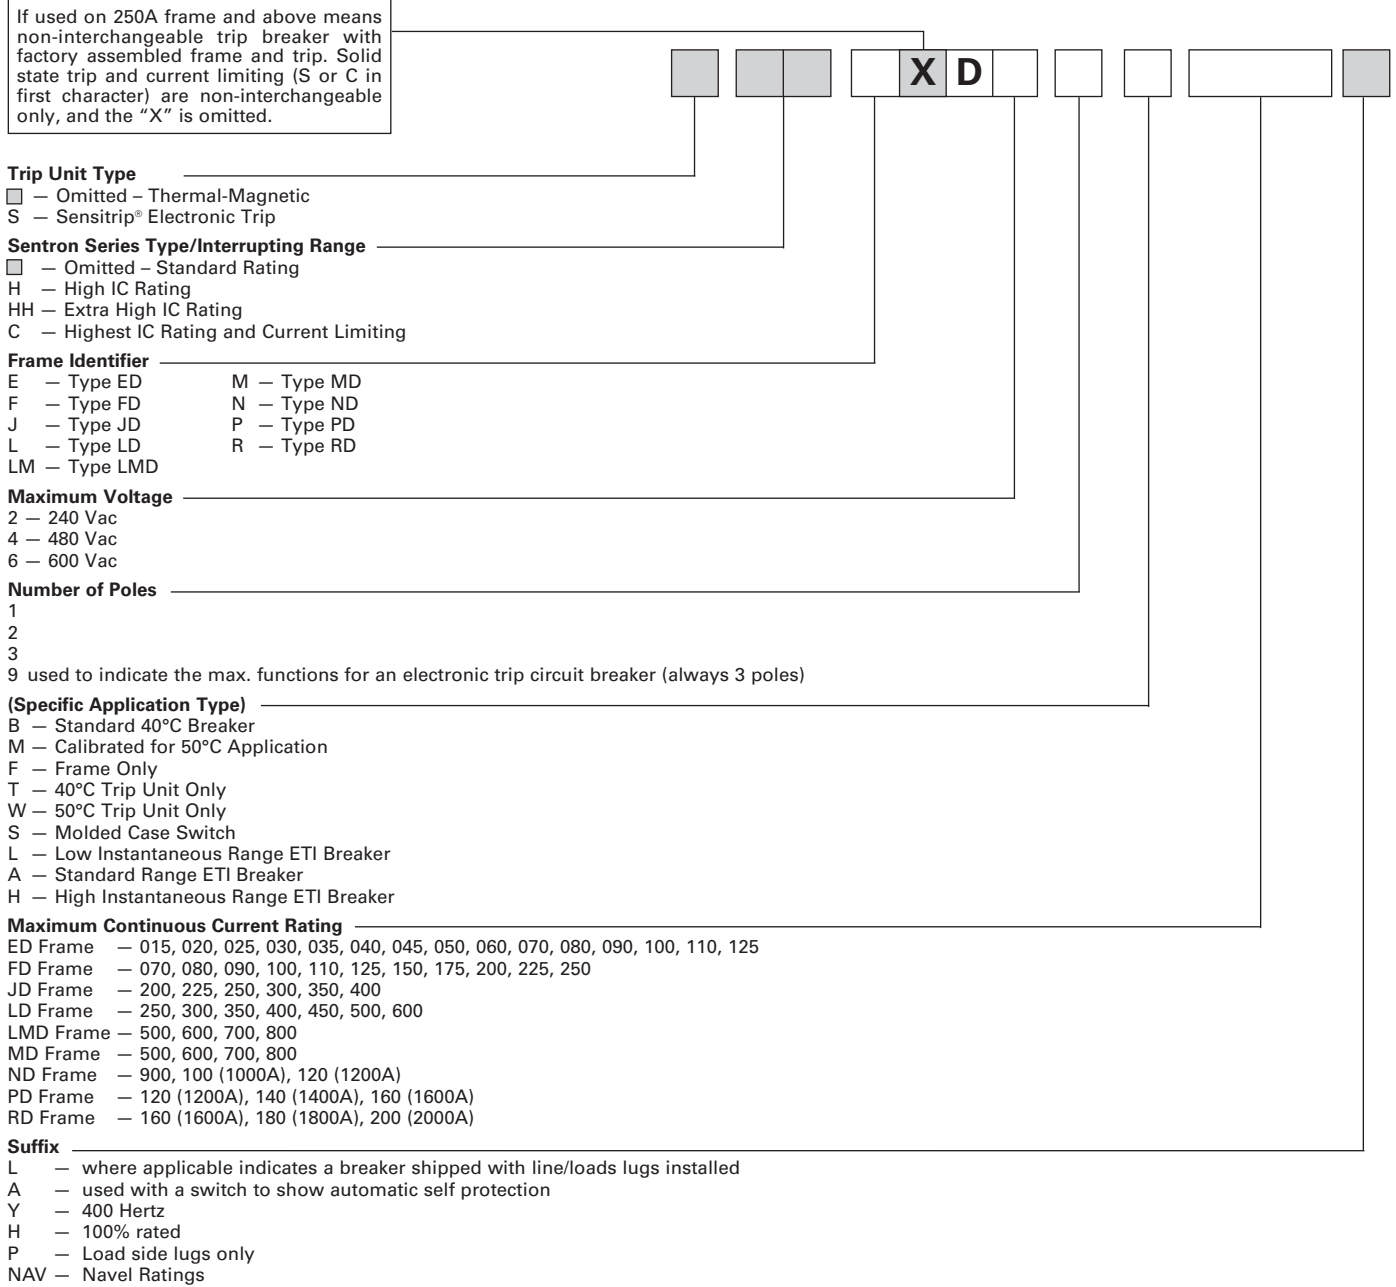 If used on 250A frame and above means
non-interchangeable trip breaker with
factory assembled frame and trip. Solid
state trip and current limiting (S or C in
first character) are non-interchangeable
only, and the “X” is omitted.
X D
Trip Unit Type
— Omitted – Thermal-Magnetic
S — Sensitrip® Electronic Trip
Sentron Series Type/Interrupting Range
— Omitted – Standard Rating
H — High IC Rating
HH — Extra High IC Rating
C — Highest IC Rating and Current Limiting
Frame Identifier
E — Type ED M — Type MD
F — Type FD N — Type ND
J — Type JD P — Type PD
L — Type LD R — Type RD
LM — Type LMD
Maximum Voltage
2 — 240 Vac
4 — 480 Vac
6 — 600 Vac
Number of Poles
1
2
3
9 used to indicate the max. functions for an electronic trip circuit breaker (always 3 poles)
(Specific Application Type)
B — Standard 40°C Breaker
M — Calibrated for 50°C Application
F — Frame Only
T — 40°C Trip Unit Only
W — 50°C Trip Unit Only
S — Molded Case Switch
L — Low Instantaneous Range ETI Breaker
A — Standard Range ETI Breaker
H — High Instantaneous Range ETI Breaker
Maximum Continuous Current Rating
ED Frame — 015, 020, 025, 030, 035, 040, 045, 050, 060, 070, 080, 090, 100, 110, 125
FD Frame — 070, 080, 090, 100, 110, 125, 150, 175, 200, 225, 250
JD Frame — 200, 225, 250, 300, 350, 400
LD Frame — 250, 300, 350, 400, 450, 500, 600
LMD Frame — 500, 600, 700, 800
MD Frame — 500, 600, 700, 800
ND Frame — 900, 100 (1000A), 120 (1200A)
PD Frame — 120 (1200A), 140 (1400A), 160 (1600A)
RD Frame — 160 (1600A), 180 (1800A), 200 (2000A)
Suffix
L — where applicable indicates a breaker shipped with line/loads lugs installed
A — used with a switch to show automatic self protection
Y — 400 Hertz
H — 100% rated
P — Load side lugs only
NAV — Navel Ratings